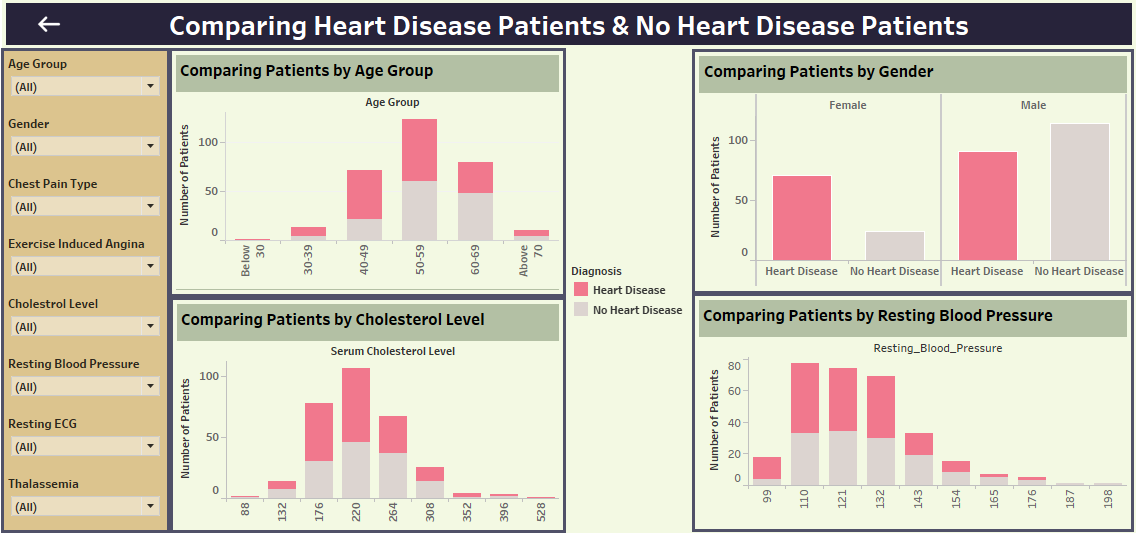 Comparing Heart Disease Patients & No Heart Disease Patients
Age Group
(All)
Gender
(All)
Chest Pain Type
(All)
Exercise Induced Angina
(All)
Cholestrol Level
(All)
Resting Blood Pressure
(All)
Resting ECG
(All)
Thalassemia
(All)
Comparing Patients by Age Group
Age Group
Number of Patients
100
50
0
Below 30
30-39
40-49
50-59
60-69
Above 70
Comparing Patients by Cholesterol Level
Serum Cholesterol Level
Number of Patients
100
50
0
88
132
176
220
264
308
352
396
528
Diagnosis
Heart Disease
No Heart Disease
Comparing Patients by Gender
Female
Male
Number of Patients
100
50
0
Heart Disease
No Heart Disease
Heart Disease
No Heart Disease
Comparing Patients by Resting Blood Pressure
Resting_Blood_Pressure
Number of Patients
80
60
40
20
0
99
110
121
132
143
154
165
176
187
198